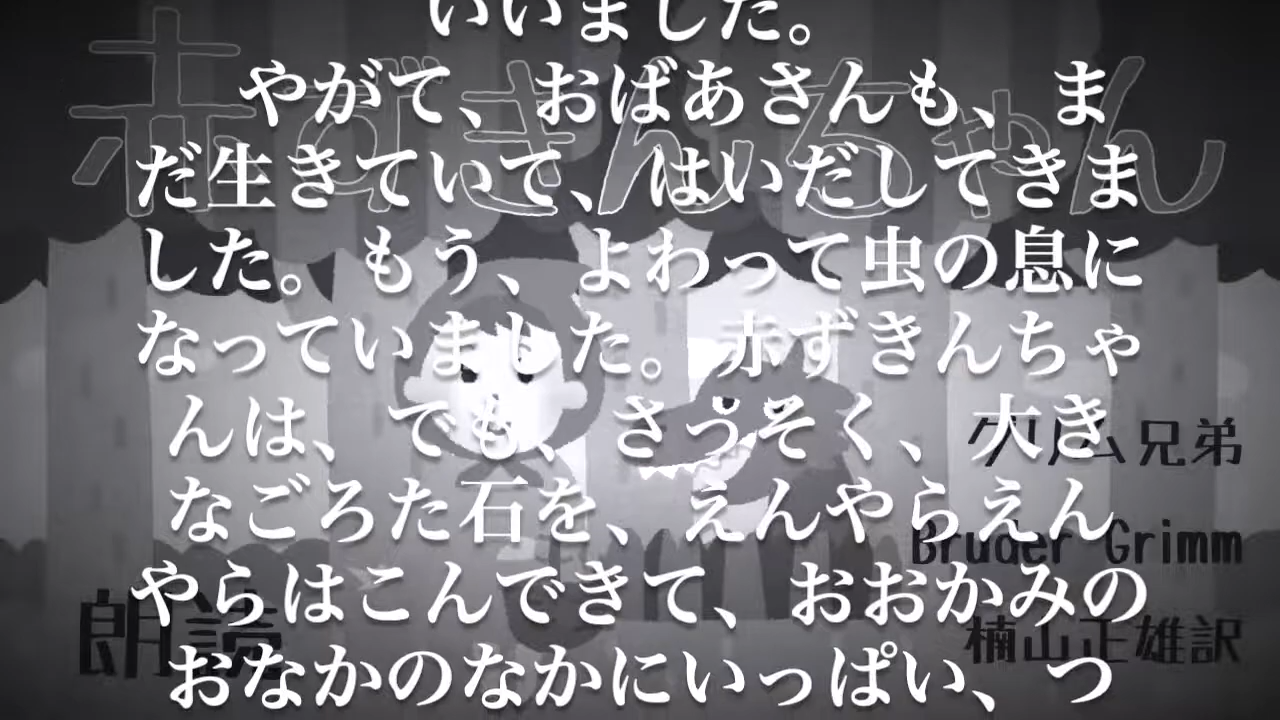 いいました。
やがて、おばあさんも、ま
だ生きていて、はいだしてきま
した。もう、よわって虫の息に
なっていました。赤ずきんちゃ
んは、でも、さっそく、大き
なごろた石を、えんやらえん
やらはこんできて、おおかみの
おなかのなかにいっぱい、つ
赤ずきんちゃん
グリム兄弟
Bruder Grimm
楠山正雄訳
朗読